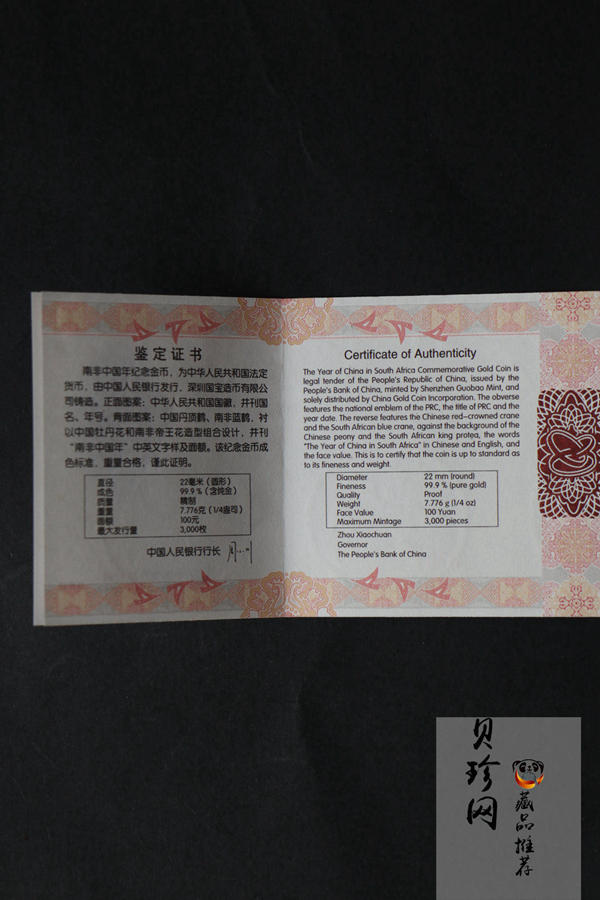 鉴定证书
南非中国年纪念金币，为中华人民共和国法定
货币，由中国人民银行发行，深圳国宝造币有限公
司铸造。正面图案：中华人民共和国国徽，并刊国
名、年号。背面图案：中国丹顶鹤、南非蓝鹤，衬
以中国牡丹花和南非帝王花造型组合设计，并刊
“南非中国年”中英文字样及面额。该纪念金币成
色标准，重量合格，谨此证明。
直径 22毫米（圆形）
成色 99.9％（含纯金）
质量 精制
重量 7.776克（1/4盎司）
面额 100元
最大发行量 3,000枚
中国人民银行行长
Certificate of Authenticity
The Year of China in South Africa Commemorative Gold Coin is
legal tender of the People's Republic of China, issued by the
People's Bank of China, minted by Shenzhen Guobao Mint, and
solely distributed by China Gold Coin Incorporation. The obverse
features the national emblem of the PRC, the title of PRC and the
year date. The reverse features the Chinese red-crowned crane
and the South African blue crane, against the background of the
Chinese peony and the South African king protea, the words
"The Year of China in South Africa" in Chinese and English, and
the face value. This is to certify that the coin is up to standard as
to its fineness and weight.
Diameter 22 mm (round)
Fineness 99.9 % (pure gold)
Quality Proof
Weight 7.776 g (1/4 oz)
Face Value 100 Yuan
Maximum Mintage 3,000 pieces
Zhou Xiaochuan
Governor
The People's Bank of China
贝珍网
藏品推荐